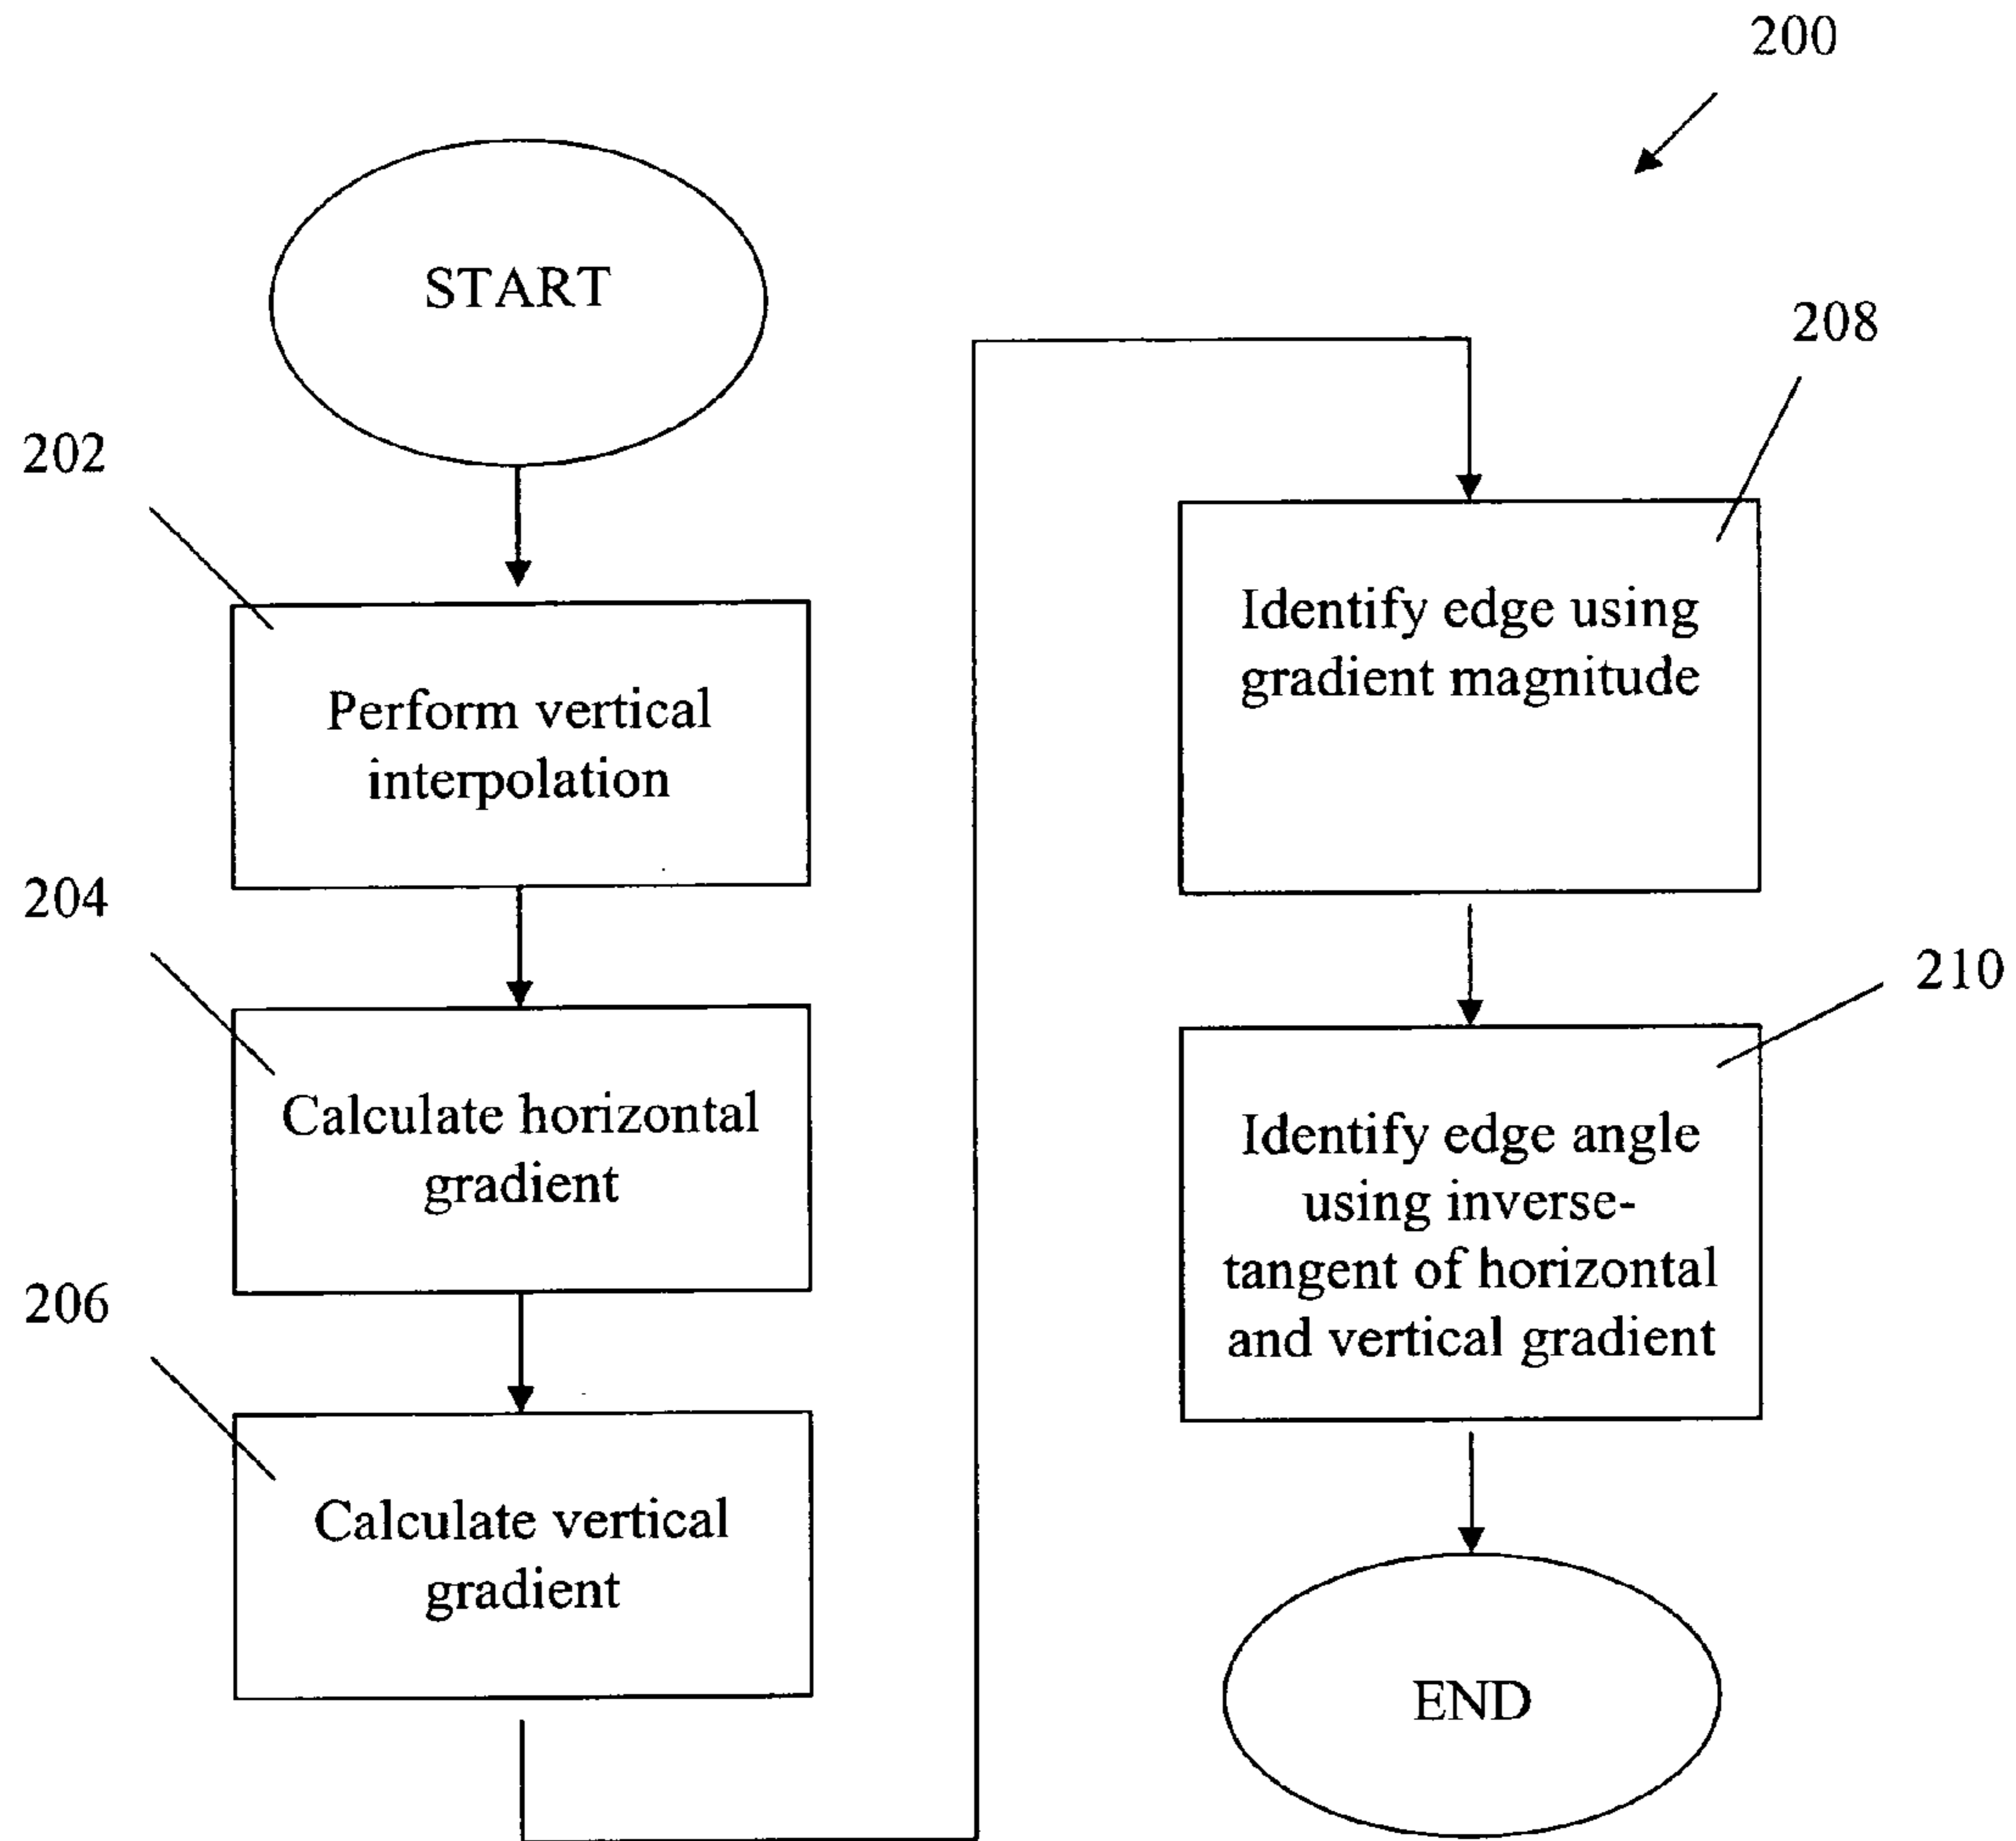 200
START
202
Perform vertical
interpolation
204
Calculate horizontal
gradient
206
Calculate vertical
gradient
208
Identify edge using
gradient magnitude
210
Identify edge angle
using inverse-
tangent of horizontal
and vertical gradient
END